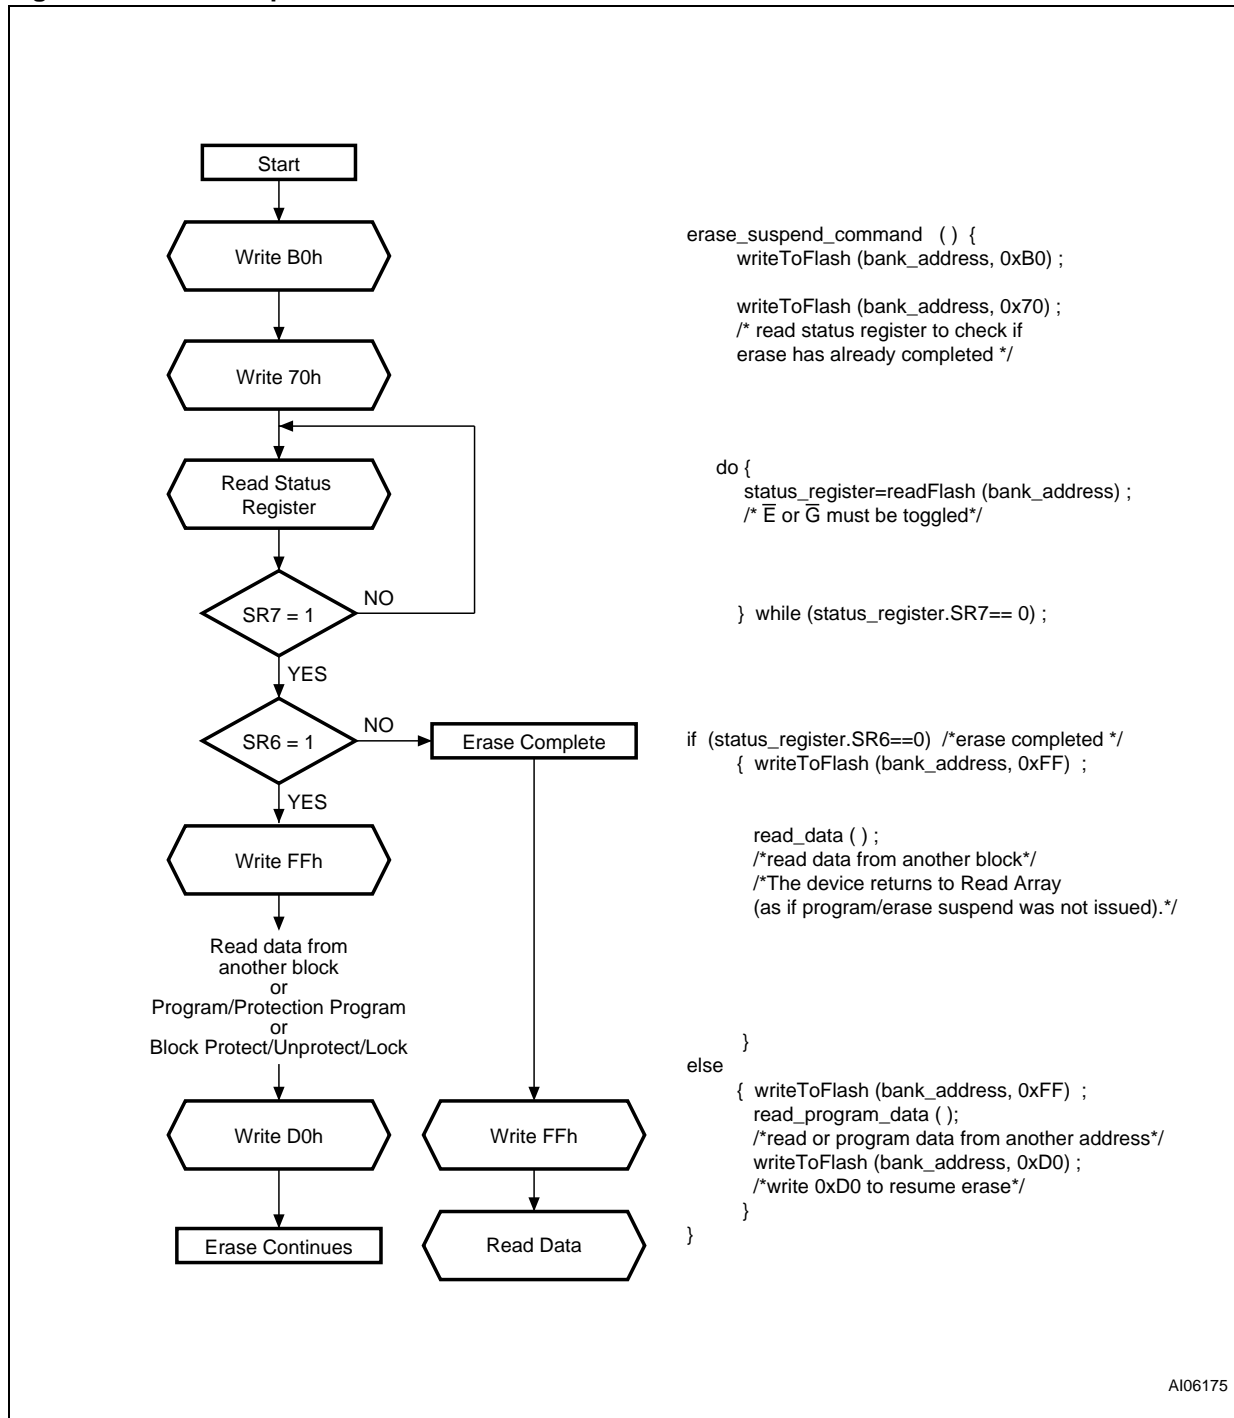 Start
Write B0h
Write 70h
Read Status
Register
SR7 = 1
NO
YES
SR6 = 1
NO
Erase Complete
YES
Write FFh
Read data from
another block
or
Program/Protection Program
or
Block Protect/Unprotect/Lock
Write D0h
Write FFh
Erase Continues
Read Data
erase_suspend_command ( ) {
writeToFlash (bank_address, 0xB0) ;
writeToFlash (bank_address, 0x70) ;
/* read status register to check if
erase has already completed */
do {
status_register=readFlash (bank_address) ;
/* E̅ or G̅ must be toggled*/
} while (status_register.SR7== 0) ;
if (status_register.SR6==0) /*erase completed */
{ writeToFlash (bank_address, 0xFF) ;
read_data ( ) ;
/*read data from another block*/
/*The device returns to Read Array
(as if program/erase suspend was not issued).*/
}
else
{ writeToFlash (bank_address, 0xFF) ;
read_program_data ( );
/*read or program data from another address*/
writeToFlash (bank_address, 0xD0) ;
/*write 0xD0 to resume erase*/
}
}
AI06175